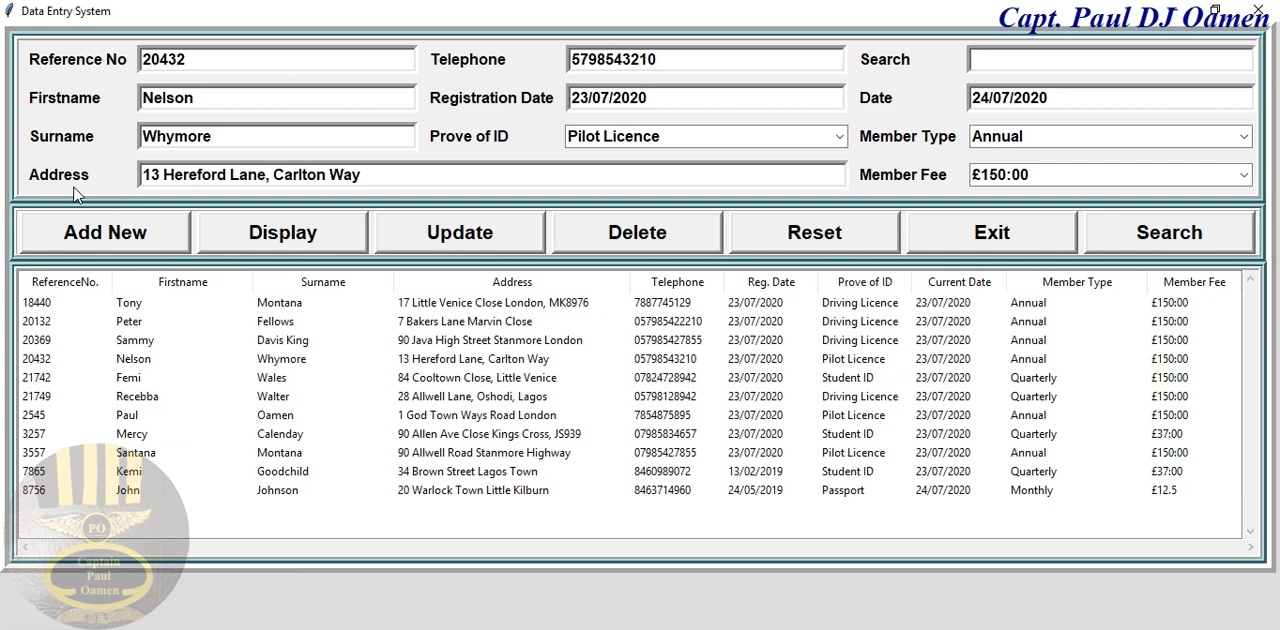 Data Entry System
Capt. Paul DJ Oamen
Reference No 20432 Telephone 5798543210 Search
Firstname Nelson Registration Date 23/07/2020 Date 24/07/2020
Surname Whymore Prove of ID Pilot Licence Member Type Annual
Address 13 Hereford Lane, Carlton Way Member Fee £150:00
Add New Display Update Delete Reset Exit Search
ReferenceNo. Firstname Surname Address Telephone Reg. Date Prove of ID Current Date Member Type Member Fee
18440 Tony Montana 17 Little Venice Close London, MK8976 7887745129 23/07/2020 Driving Licence 23/07/2020 Annual £150:00
20132 Peter Fellows 7 Bakers Lane Marvin Close 057985422210 23/07/2020 Driving Licence 23/07/2020 Annual £150:00
20369 Sammy Davis King 90 Java High Street Stanmore London 057985427855 23/07/2020 Driving Licence 23/07/2020 Annual £150:00
20432 Nelson Whymore 13 Hereford Lane, Carlton Way 05798543210 23/07/2020 Pilot Licence 23/07/2020 Annual £150:00
21742 Femi Wales 84 Cooltown Close, Little Venice 07824728942 23/07/2020 Student ID 23/07/2020 Quarterly £150:00
21749 Recebba Walter 28 Allwell Lane, Oshodi, Lagos 05798128942 23/07/2020 Driving Licence 23/07/2020 Quarterly £150:00
2545 Paul Oamen 1 God Town Ways Road London 7854875895 23/07/2020 Pilot Licence 23/07/2020 Annual £150:00
3257 Mercy Calenday 90 Allen Ave Close Kings Cross, JS939 07985834657 23/07/2020 Student ID 23/07/2020 Quarterly £37:00
3557 Santana Montana 90 Allwell Road Stanmore Highway 07985427855 23/07/2020 Pilot Licence 23/07/2020 Annual £150:00
7865 Kemi Goodchild 34 Brown Street Lagos Town 8460989072 13/02/2019 Student ID 23/07/2020 Quarterly £37:00
8756 John Johnson 20 Warlock Town Little Kilburn 8463714960 24/05/2019 Passport 24/07/2020 Monthly £12.5
PO
Captain
Paul
Oamen